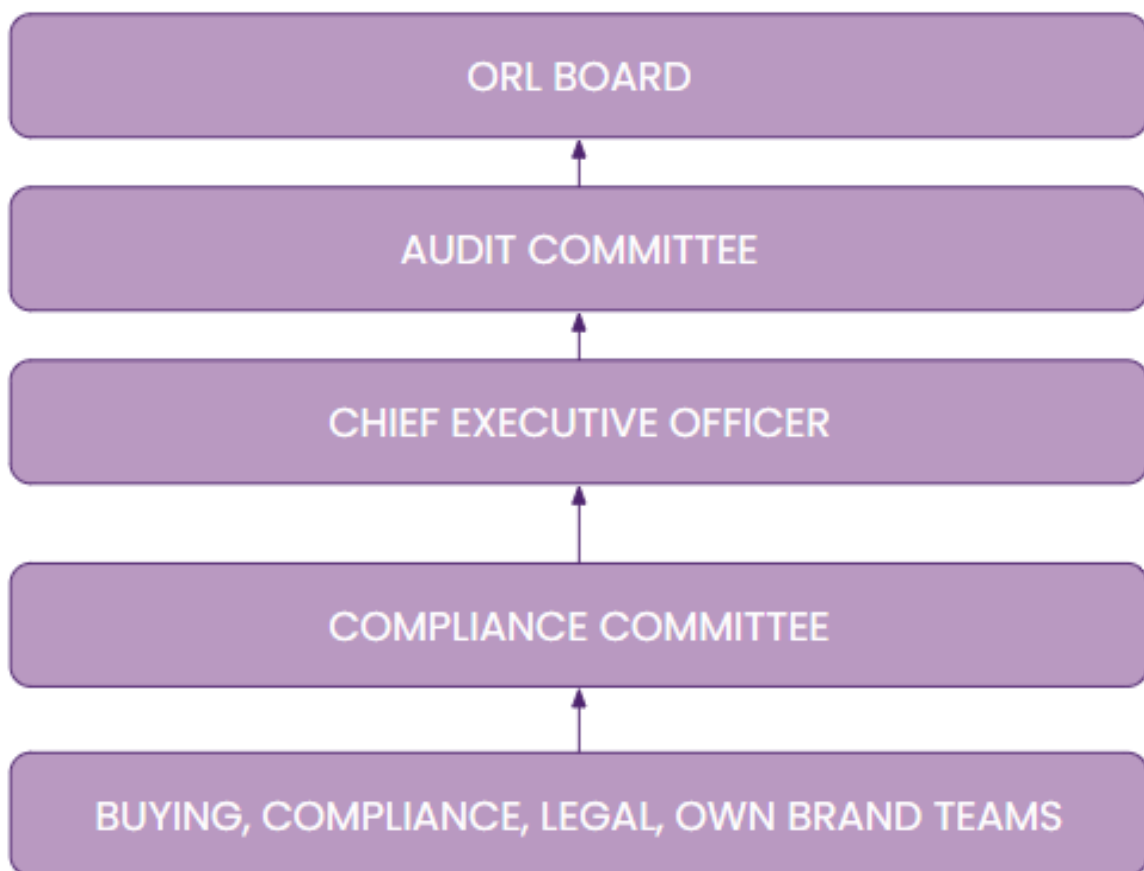 ORL BOARD
AUDIT COMMITTEE
CHIEF EXECUTIVE OFFICER
COMPLIANCE COMMITTEE
BUYING, COMPLIANCE, LEGAL, OWN BRAND TEAMS